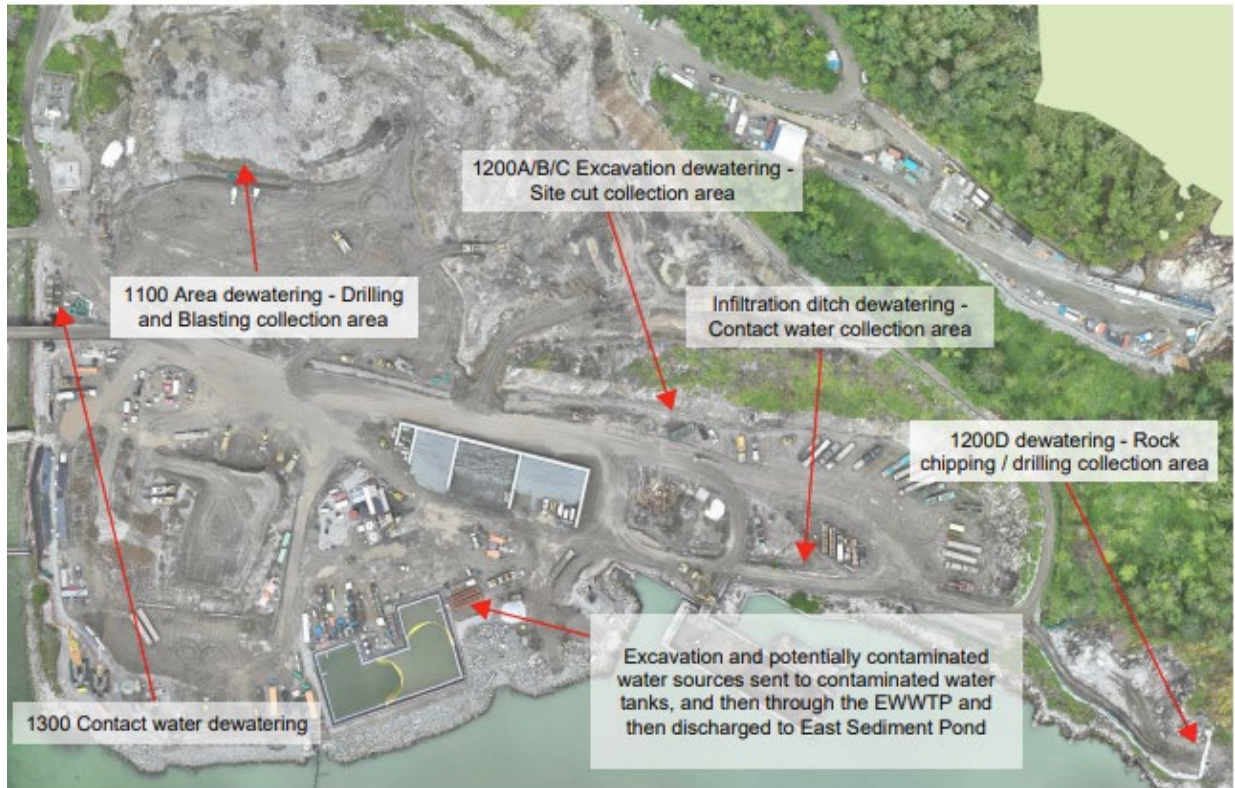 1200A/B/C Excavation dewatering -
Site cut collection area
1100 Area dewatering - Drilling
and Blasting collection area
Infiltration ditch dewatering -
Contact water collection area
1200D dewatering - Rock
chipping / drilling collection area
Excavation and potentially contaminated
water sources sent to contaminated water
tanks, and then through the EWWTP and
then discharged to East Sediment Pond
1300 Contact water dewatering